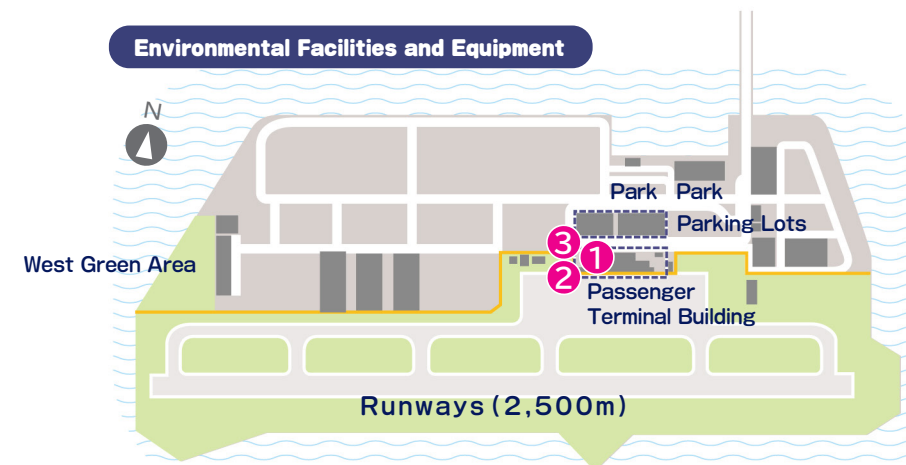 Environmental Facilities and Equipment
N
Park Park
Parking Lots
3
1
West Green Area
2
Passenger
Terminal Building
Runways(2,500m)